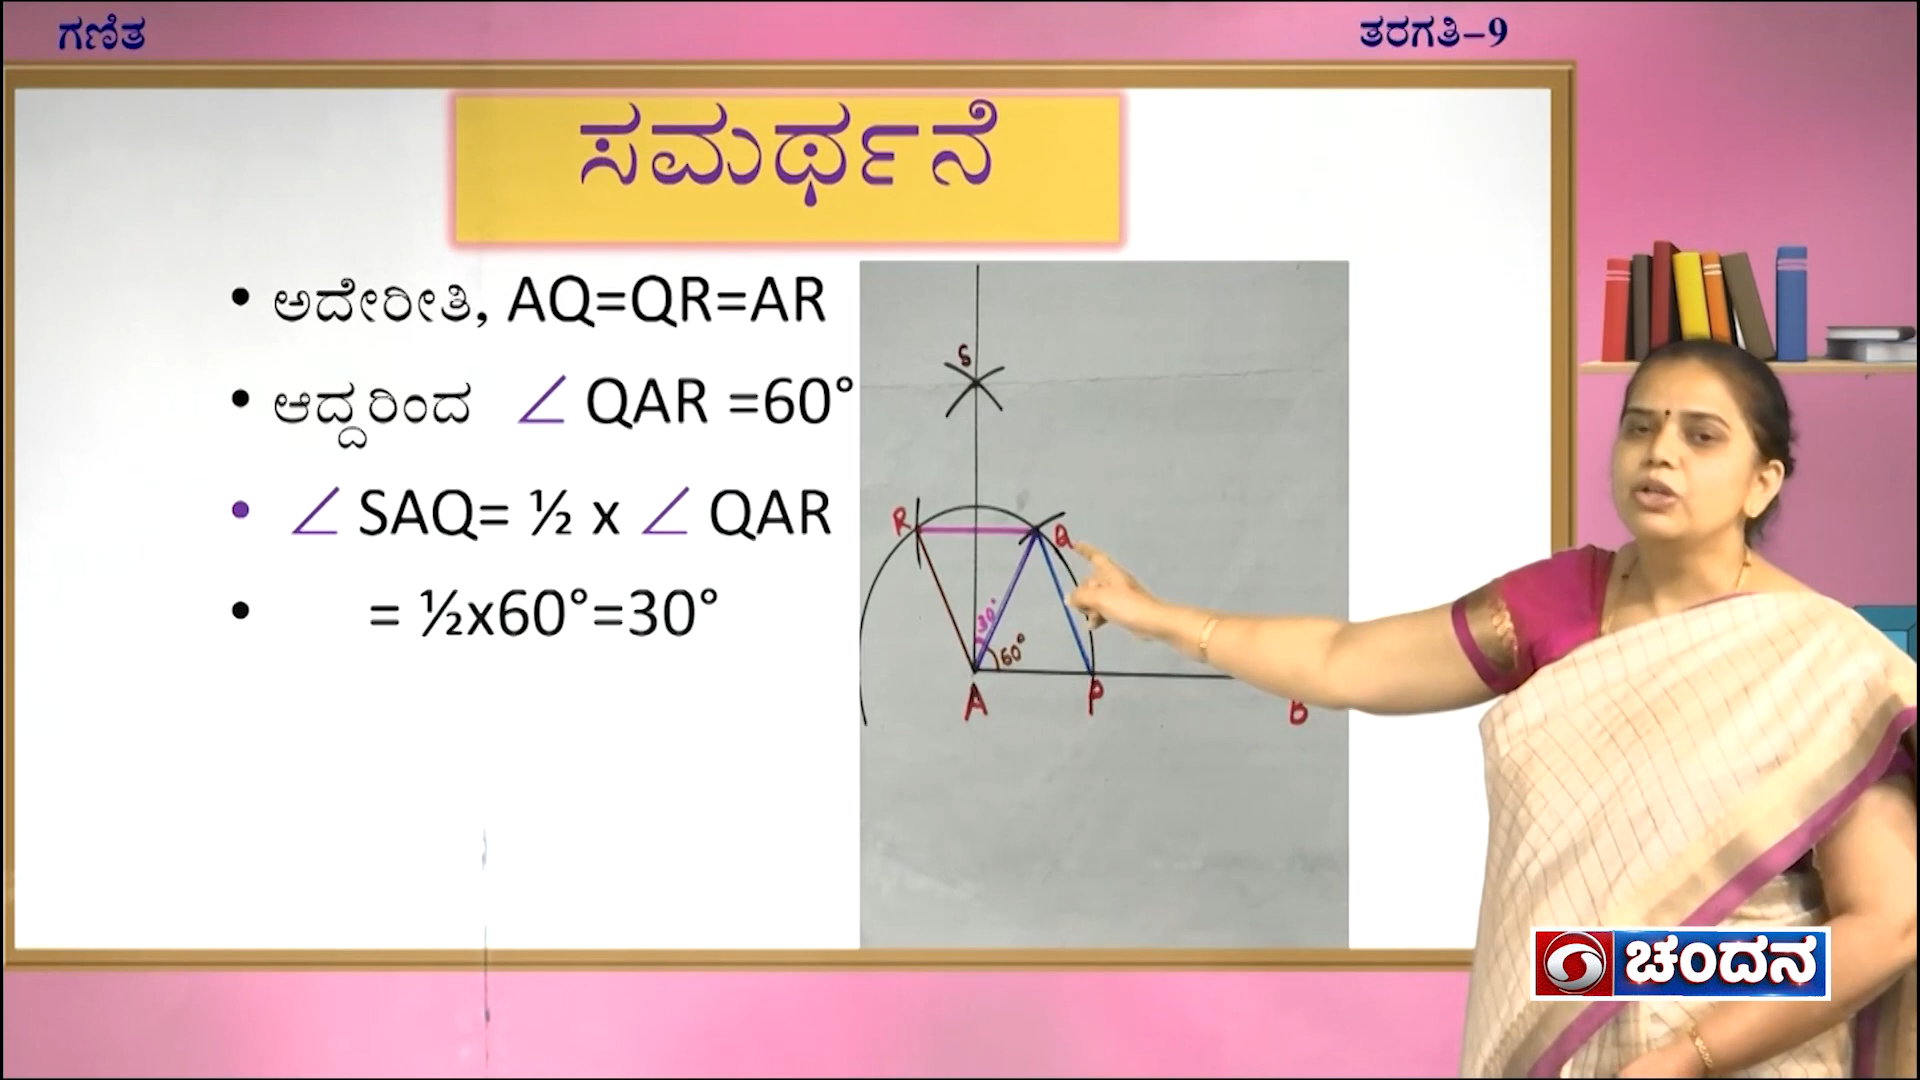 ಗಣಿತ
ತರಗತಿ-9
ಸಮರ್ಥನೆ
• ಅದೇರೀತಿ, AQ=QR=AR
• ಆದ್ದರಿಂದ ∠ QAR =60°
• ∠ SAQ= ½ x ∠ QAR
• = ½x60°=30°
S
R
Q
30°
60°
A
P
B
ಚಂದನ